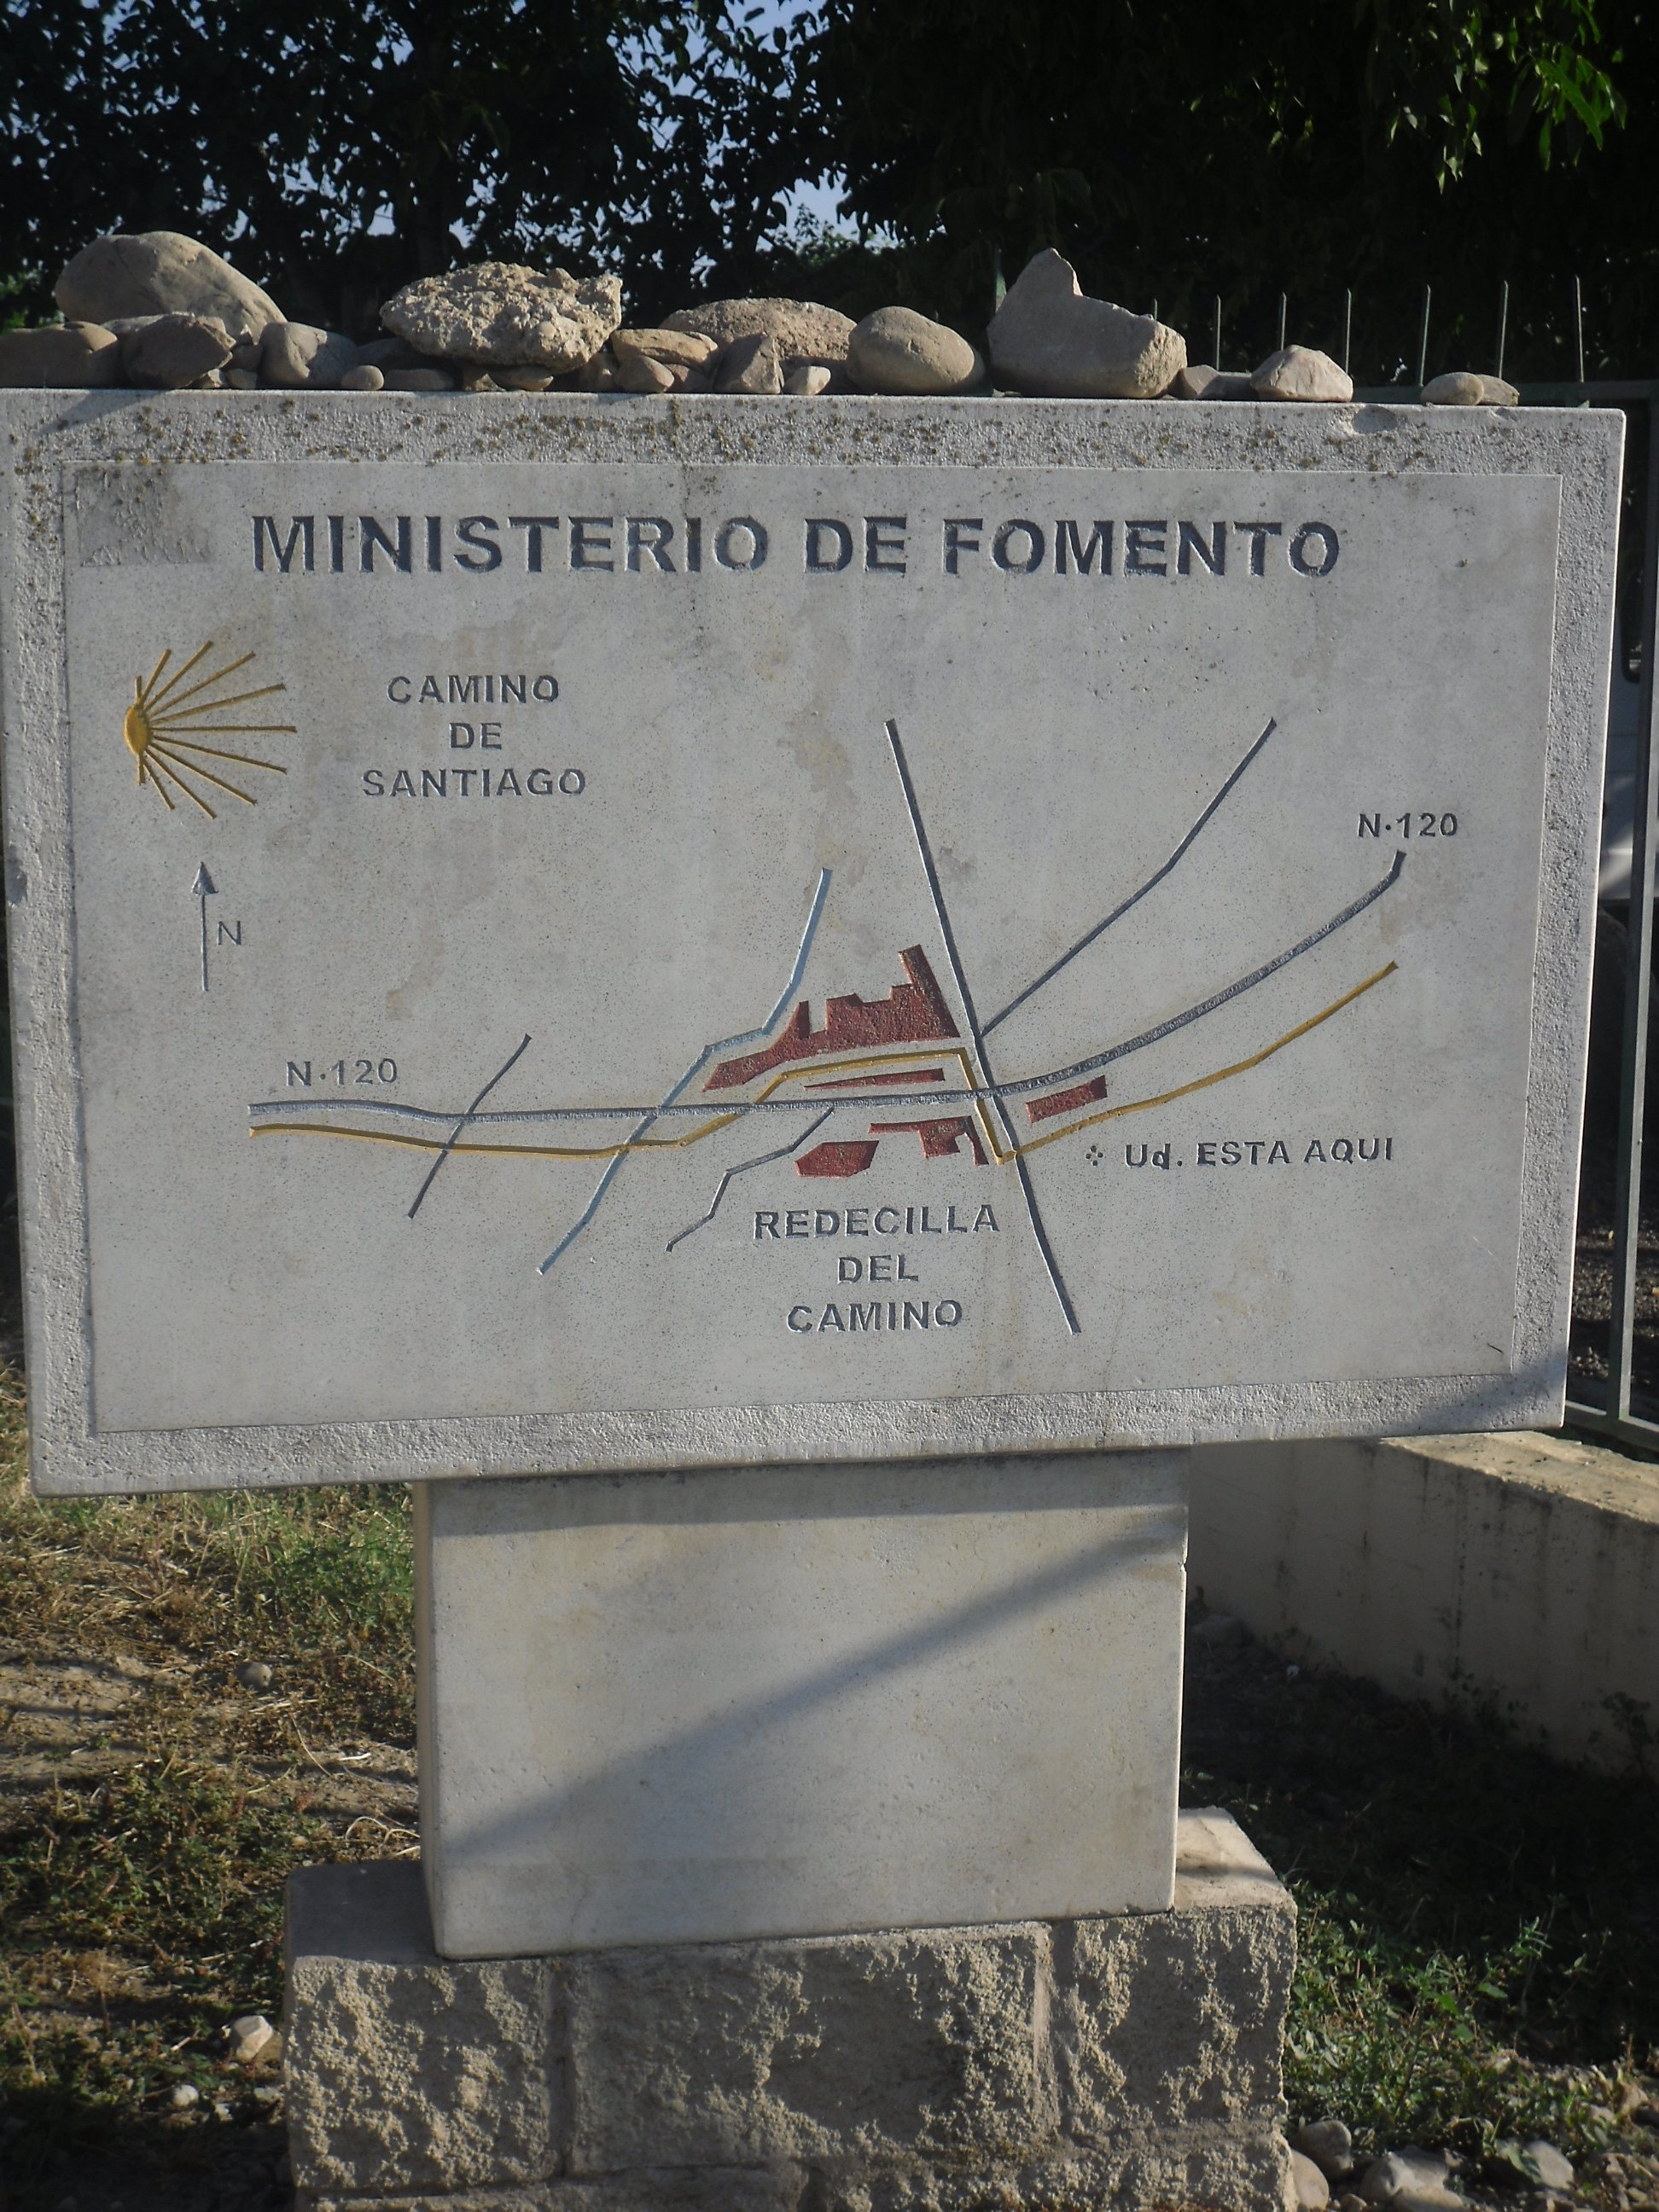 MINISTERIO DE FOMENTO
CAMINO
DE
SANTIAGO
N
N·120
N·120
Ud. ESTA AQUI
REDECILLA
DEL
CAMINO